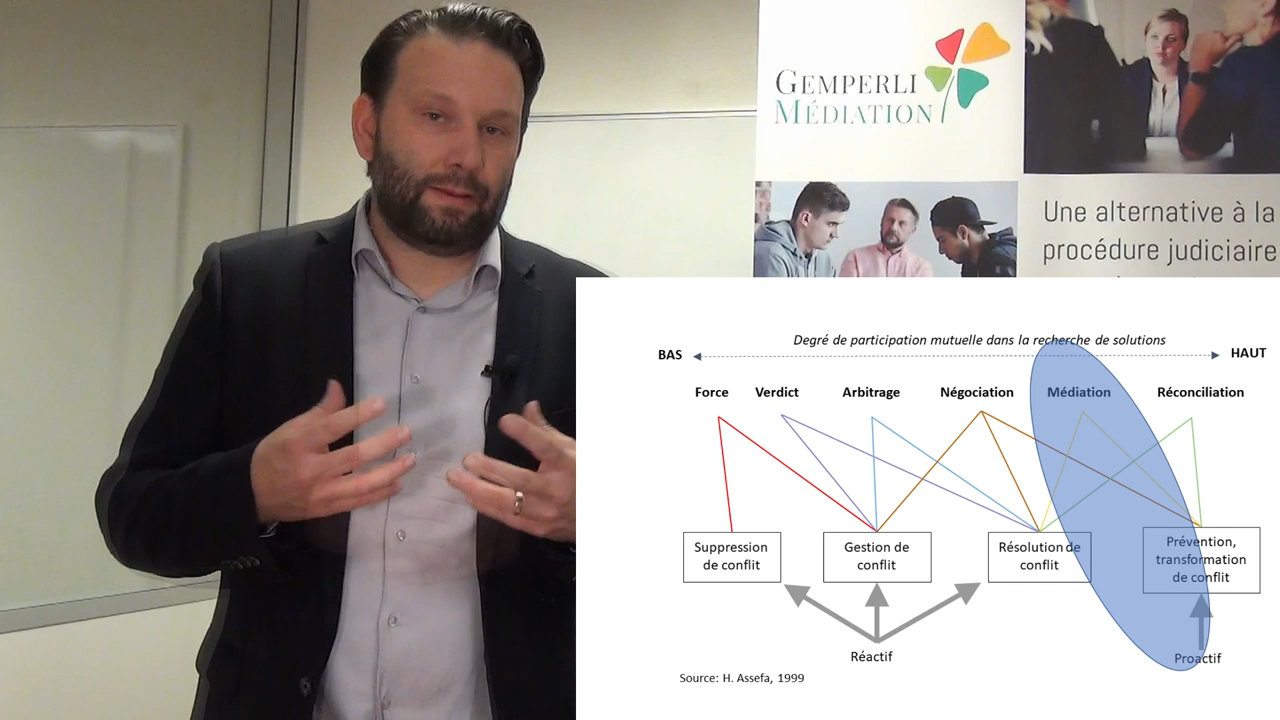 GEMPERLI
MÉDIATION
Une alternative à la
procédure judiciaire
Degré de participation mutuelle dans la recherche de solutions
BAS
HAUT
Force
Verdict
Arbitrage
Négociation
Médiation
Réconciliation
Suppression
de conflit
Gestion de
conflit
Résolution de
conflit
Prévention,
transformation
de conflit
Réactif
Proactif
Source: H. Assefa, 1999